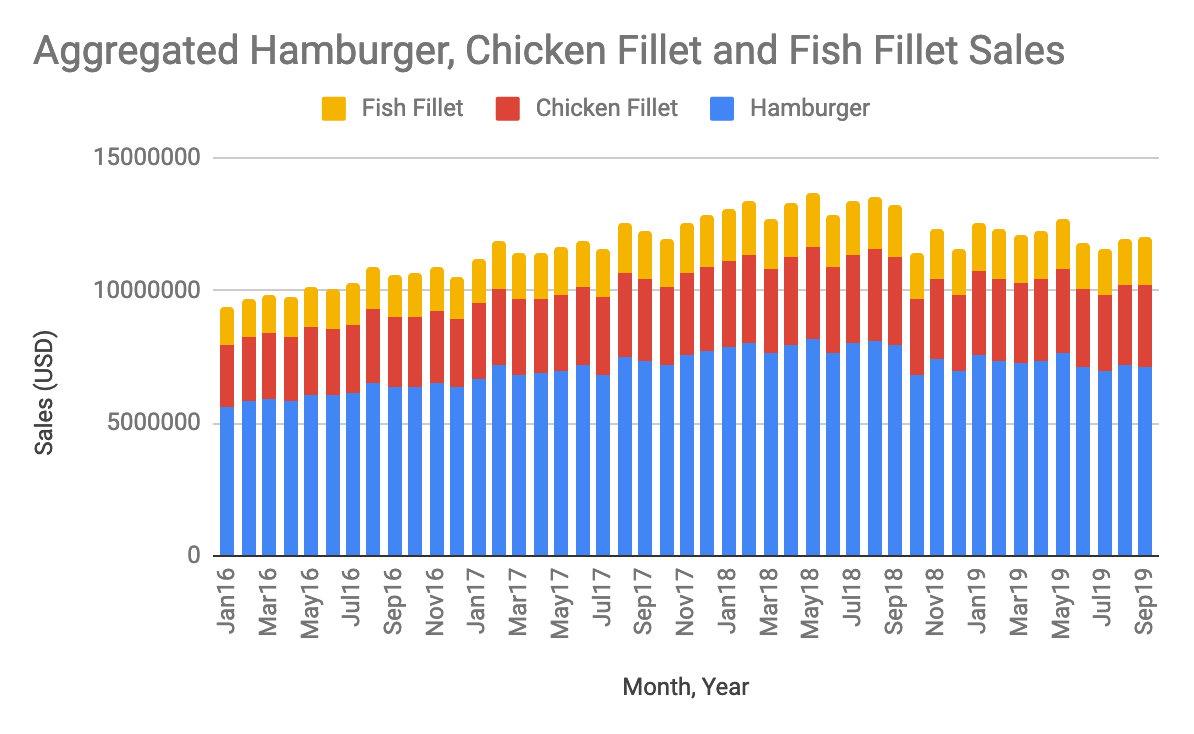 Aggregated Hamburger, Chicken Fillet and Fish Fillet Sales
Fish Fillet Chicken Fillet Hamburger
15000000
10000000
5000000
0
Sales (USD)
Jan16 Mar16 May16 Jul16 Sep16 Nov16 Jan17 Mar17 May17 Jul17 Sep17 Nov17 Jan18 Mar18 May18 Jul18 Sep18 Nov18 Jan19 Mar19 May19 Jul19 Sep19
Month, Year